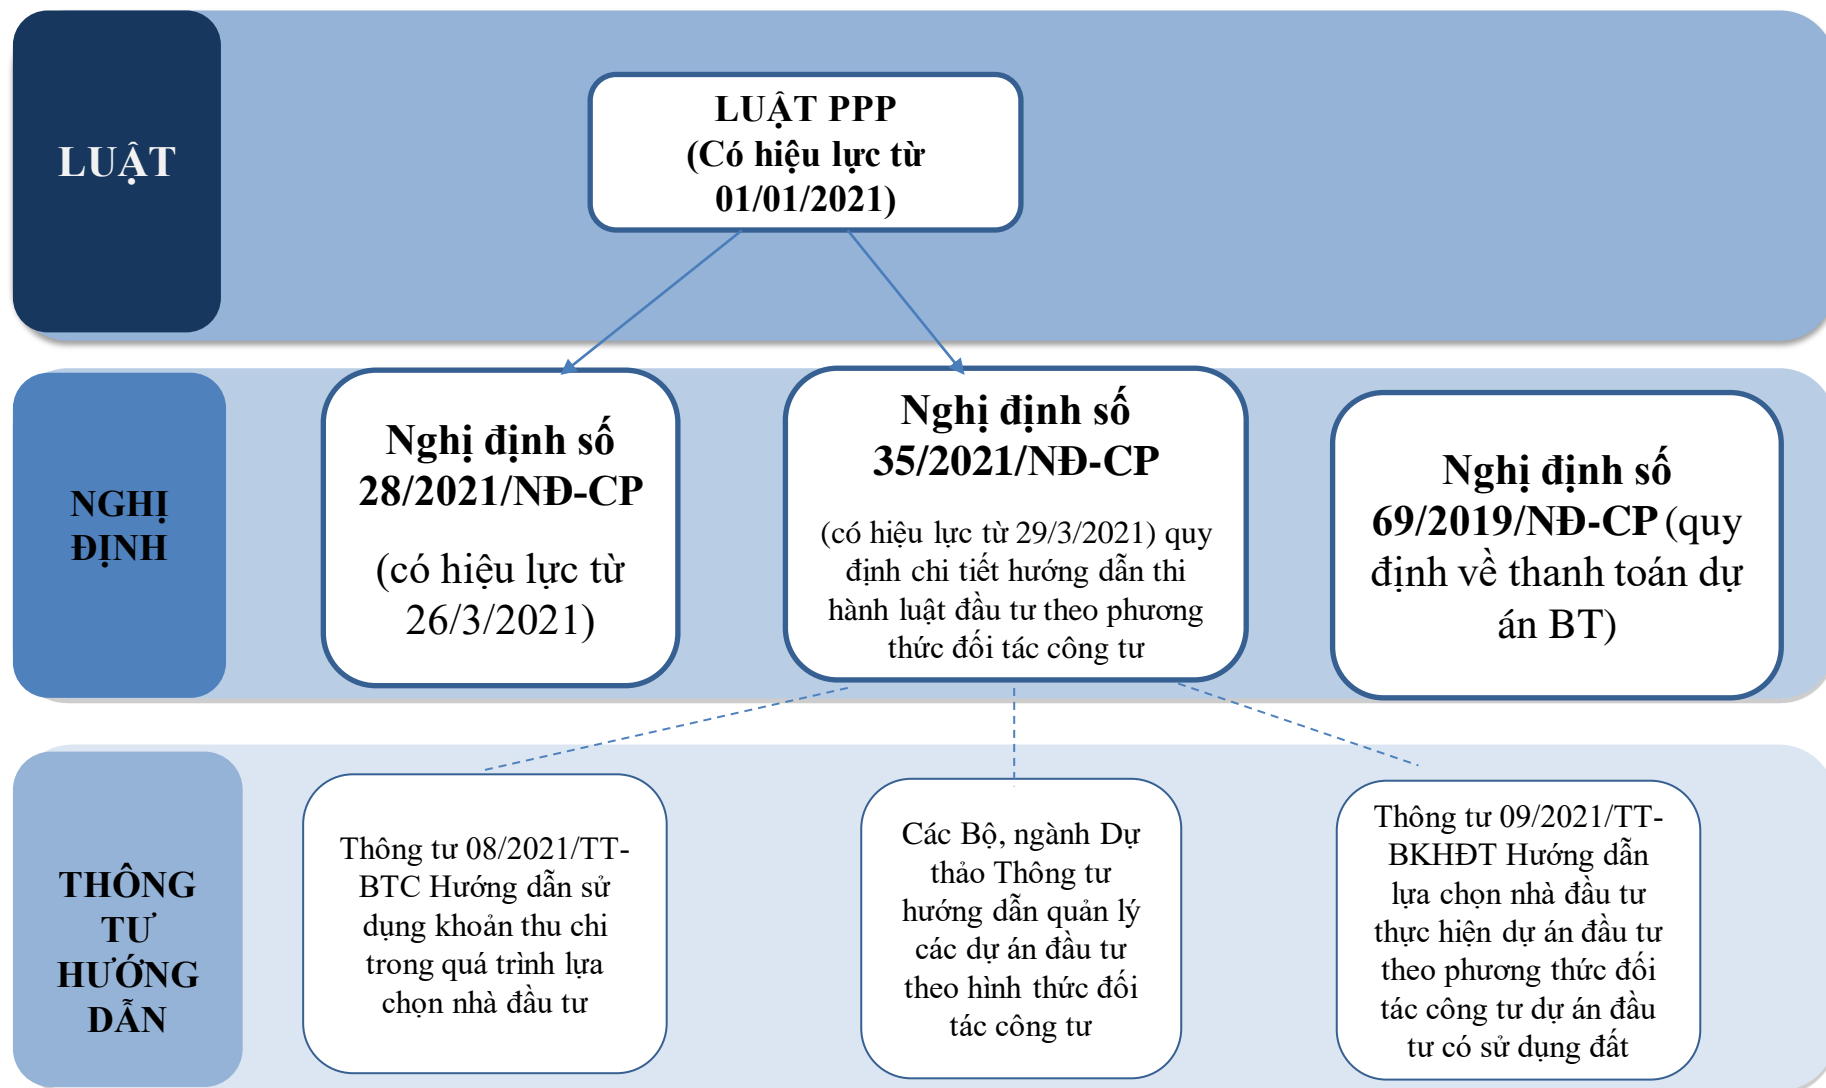 LUẬT
LUẬT PPP
(Có hiệu lực từ
01/01/2021)
NGHỊ
ĐỊNH
Nghị định số
28/2021/NĐ-CP
(có hiệu lực từ
26/3/2021)
Nghị định số
35/2021/NĐ-CP
(có hiệu lực từ 29/3/2021) quy
định chi tiết hướng dẫn thi
hành luật đầu tư theo phương
thức đối tác công tư
Nghị định số
69/2019/NĐ-CP (quy
định về thanh toán dự
án BT)
THÔNG
TƯ
HƯỚNG
DẪN
Thông tư 08/2021/TT-
BTC Hướng dẫn sử
dụng khoản thu chi
trong quá trình lựa
chọn nhà đầu tư
Các Bộ, ngành Dự
thảo Thông tư
hướng dẫn quản lý
các dự án đầu tư
theo hình thức đối
tác công tư
Thông tư 09/2021/TT-
BKHĐT Hướng dẫn
lựa chọn nhà đầu tư
thực hiện dự án đầu tư
theo phương thức đối
tác công tư dự án đầu
tư có sử dụng đất